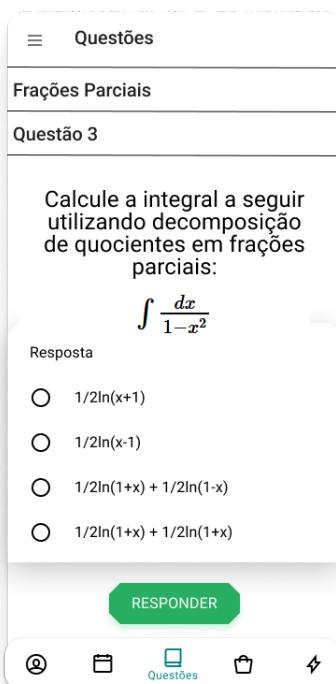 Questões
Frações Parciais
Questão 3
Calcule a integral a seguir
utilizando decomposição
de quocientes em frações
parciais:
∫ dx/1−x²
Resposta
1/2ln(x+1)
1/2ln(x-1)
1/2ln(1+x) + 1/2ln(1-x)
1/2ln(1+x) + 1/2ln(1+x)
RESPONDER
Questões